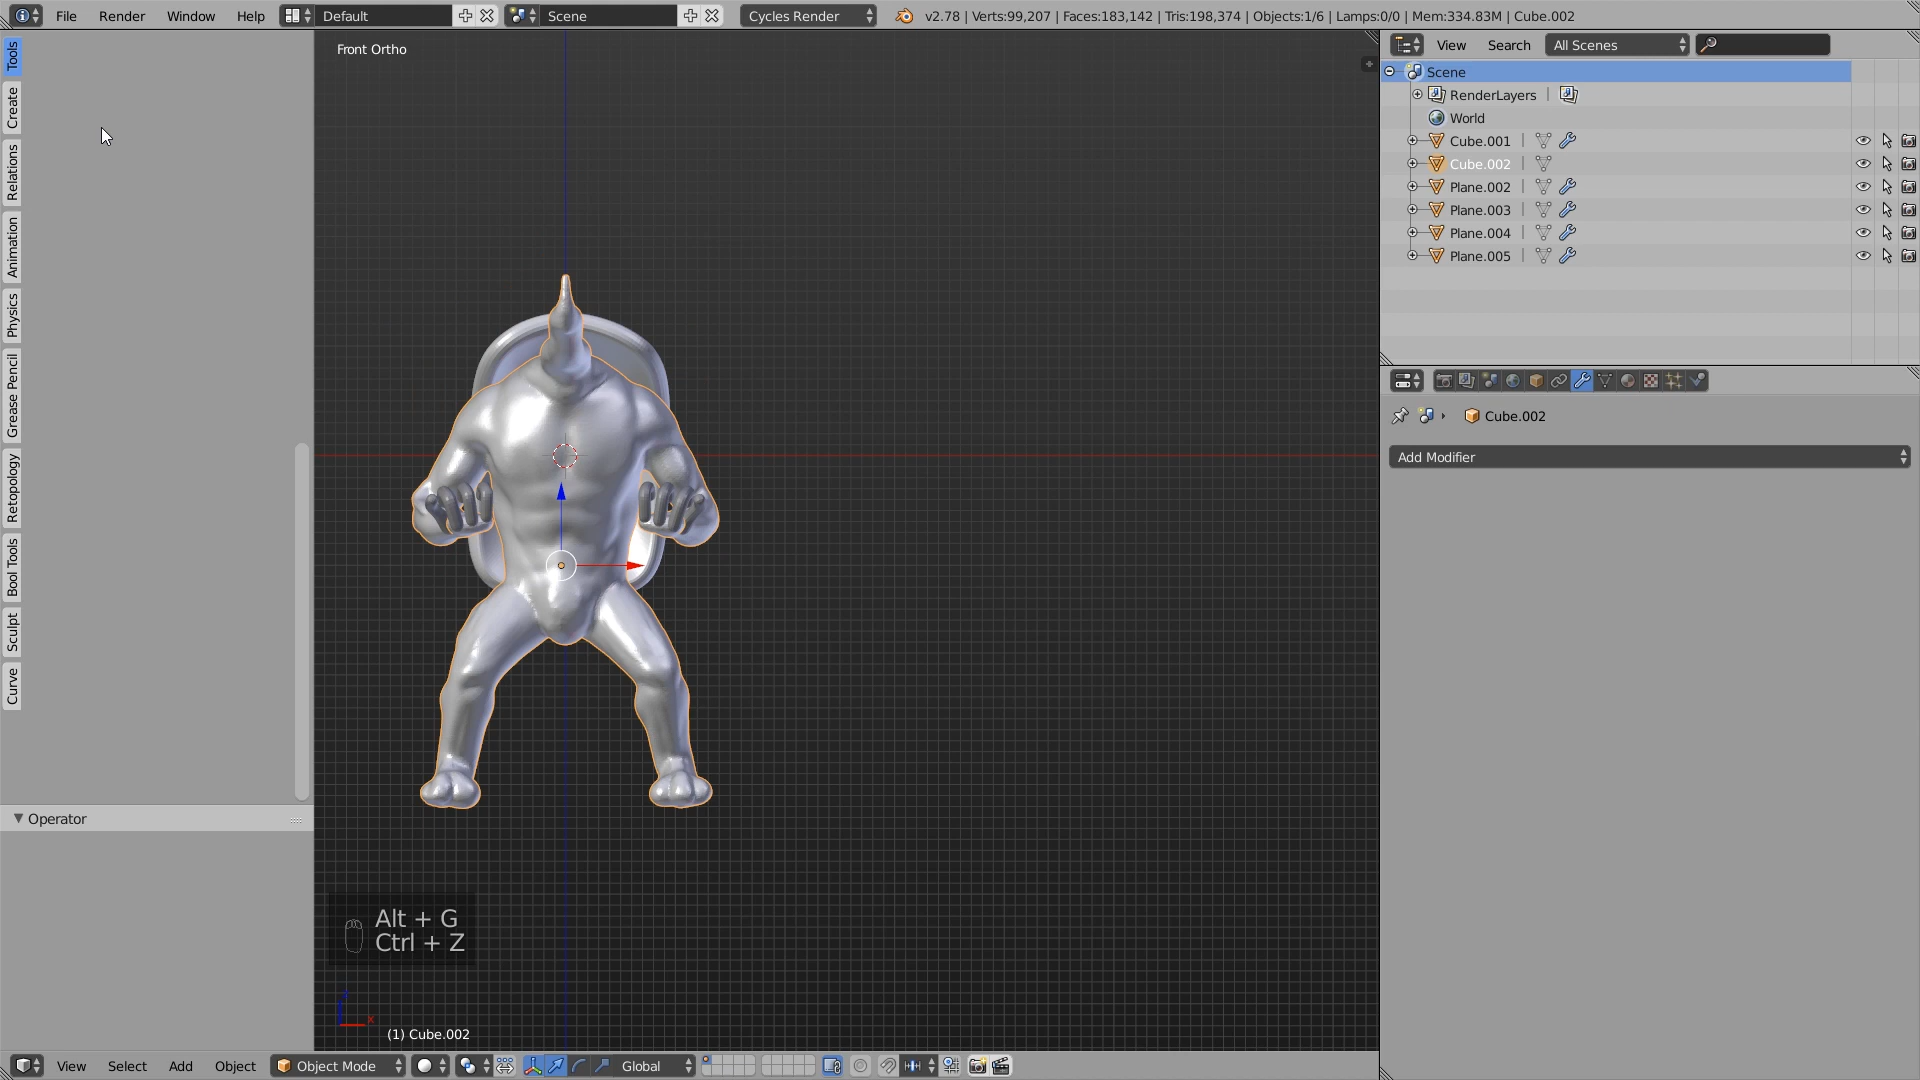 File Render Window Help Default Scene Cycles Render v2.78 | Verts:99,207 | Faces:183,142 | Tris:198,374 | Objects:1/6 | Lamps:0/0 | Mem:334.83M | Cube.002
Tools
Create
Relations
Animation
Physics
Grease Pencil
Retopology
Bool Tools
Sculpt
Curve
Operator
Front Ortho
Alt + G
Ctrl + Z
x
(1) Cube.002
View Select Add Object Object Mode Global
View Search All Scenes
Scene
RenderLayers |
World
Cube.001 |
Cube.002 |
Plane.002 |
Plane.003 |
Plane.004 |
Plane.005 |
Cube.002
Add Modifier